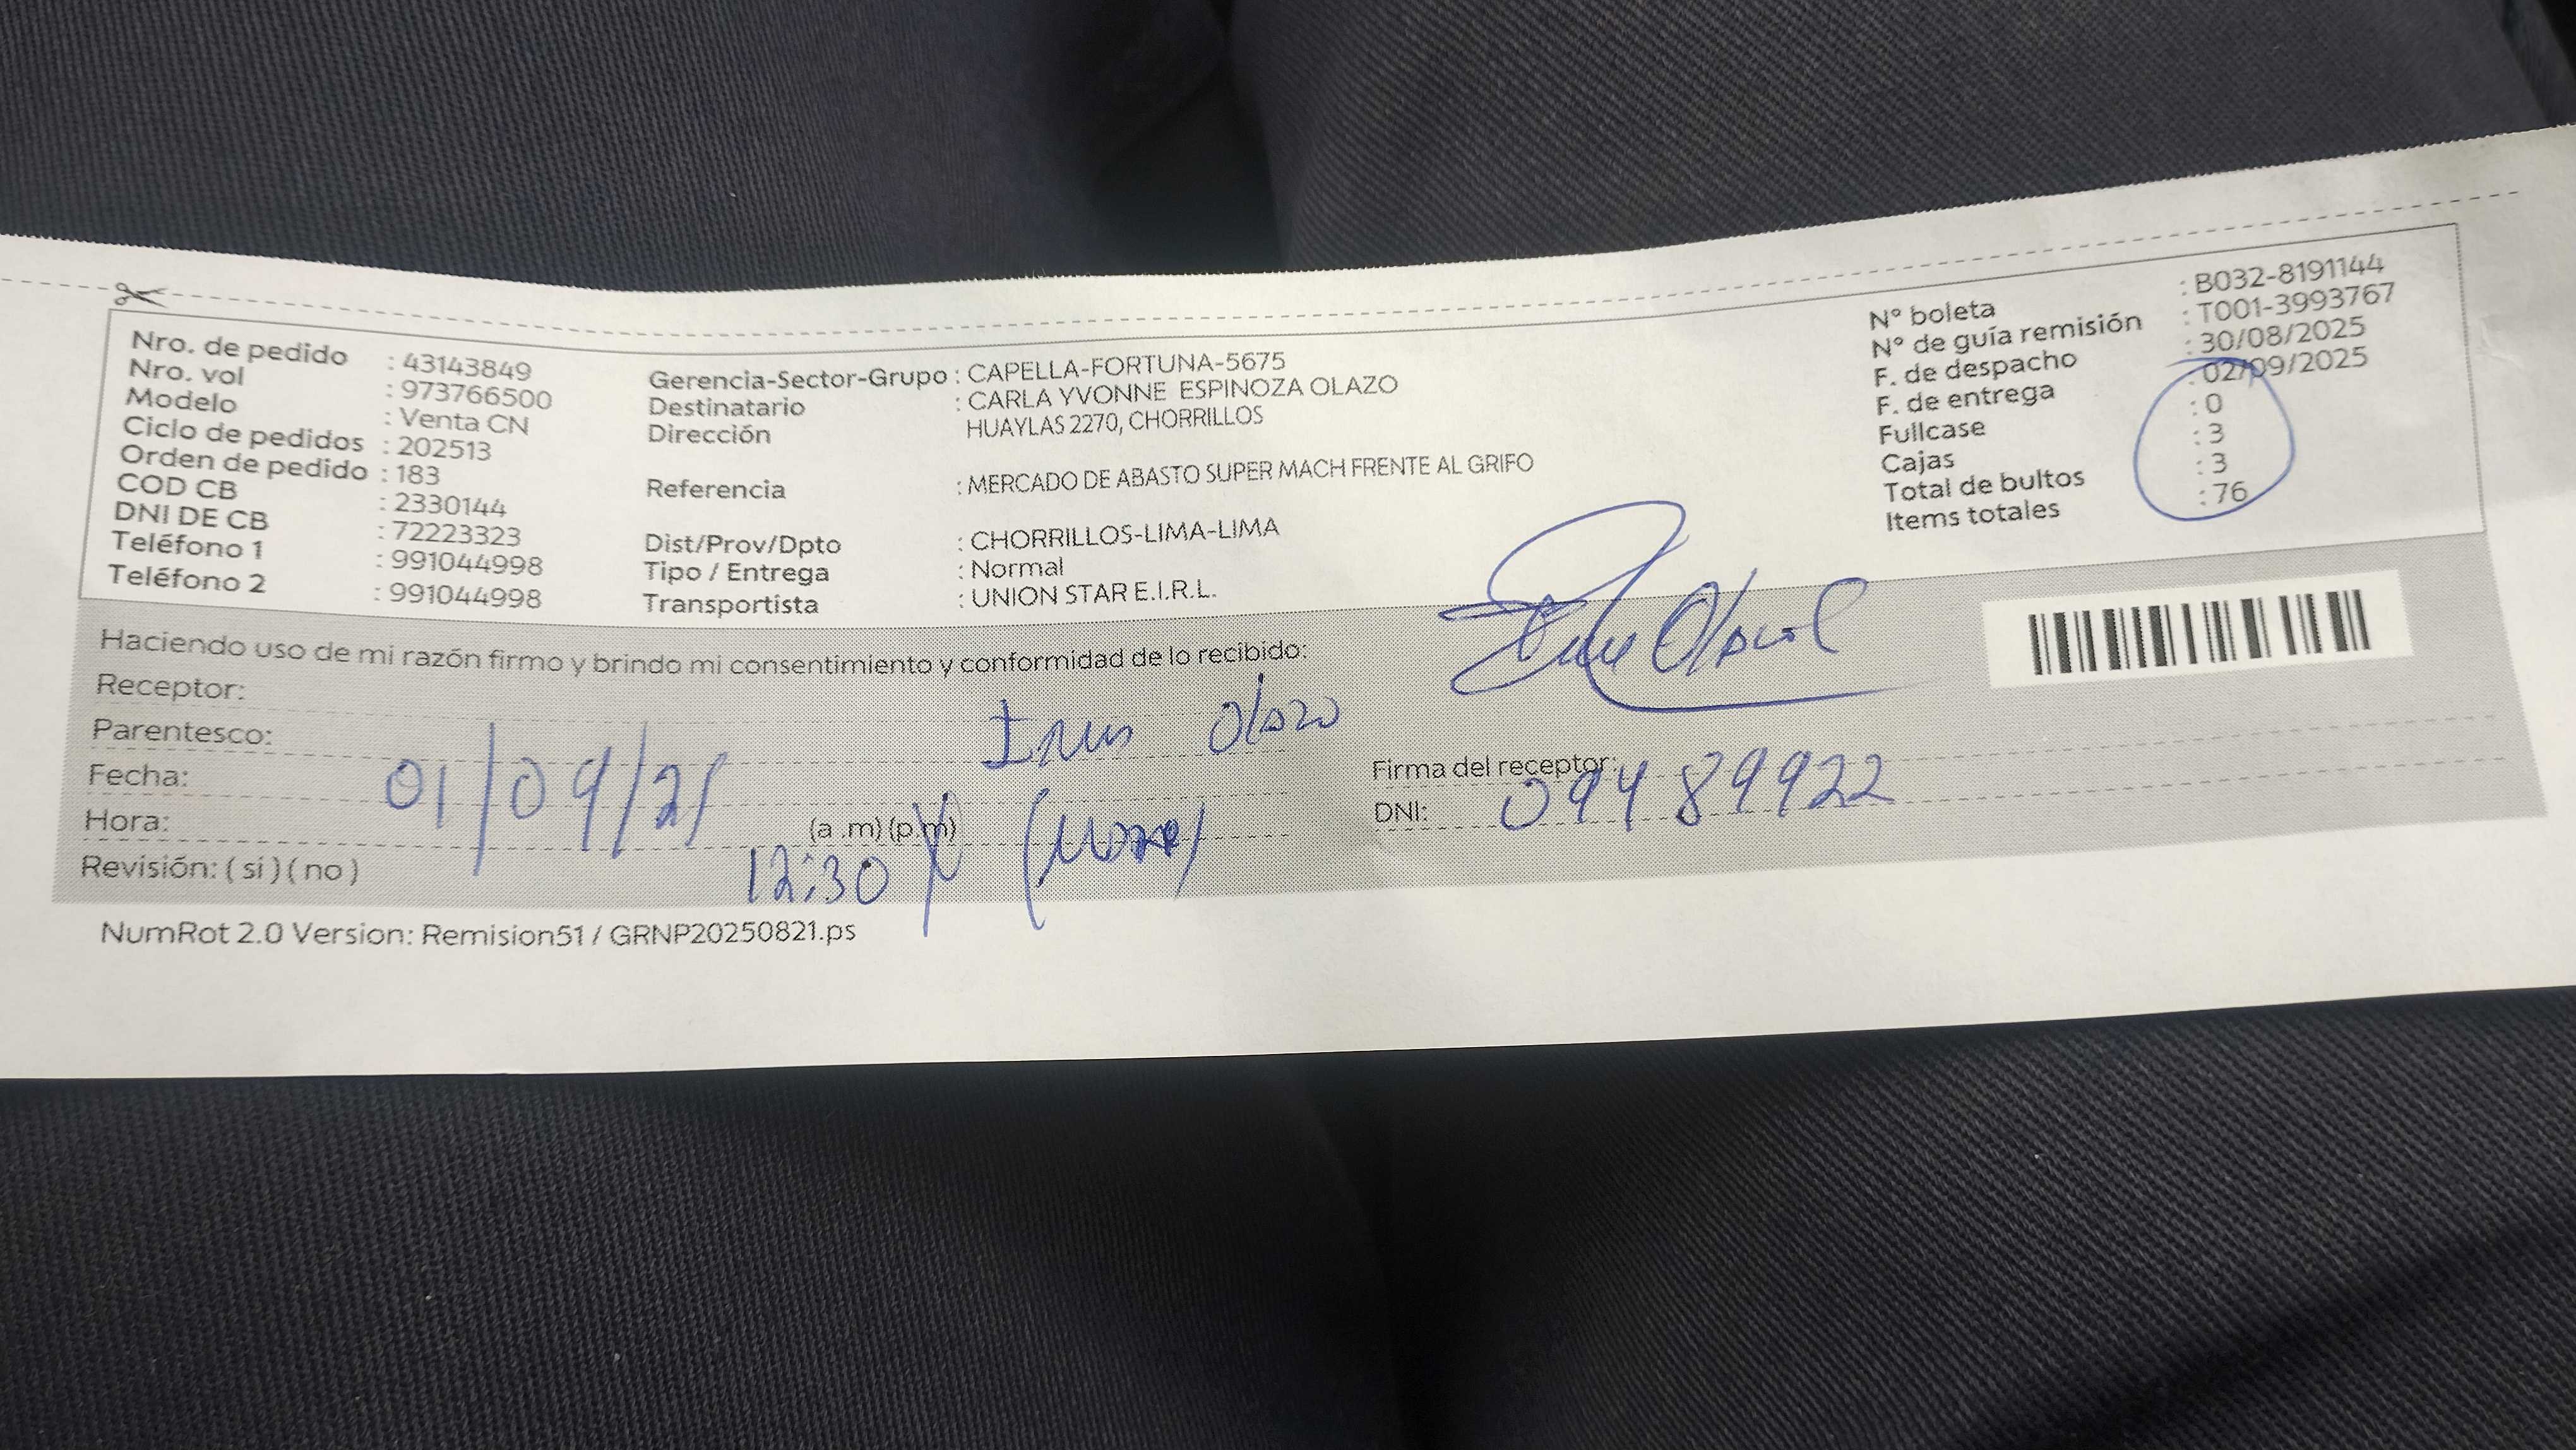 Nro. de pedido : 43143849
Nro. vol : 973766500
Modelo : Venta CN
Ciclo de pedidos : 202513
Orden de pedido : 183
COD CB : 2330144
DNI DE CB : 72223323
Teléfono 1 : 991044998
Teléfono 2 : 991044998
Gerencia-Sector-Grupo : CAPELLA-FORTUNA-5675
Destinatario : CARLA YVONNE ESPINOZA OLAZO
Dirección HUAYLAS 2270, CHORRILLOS
Referencia : MERCADO DE ABASTO SUPER MACH FRENTE AL GRIFO
Dist/Prov/Dpto : CHORRILLOS-LIMA-LIMA
Tipo / Entrega : Normal
Transportista : UNION STAR E.I.R.L.
N° boleta : B032-8191144
N° de guía remisión : T001-3993767
F. de despacho : 30/08/2025
F. de entrega : 02/09/2025
Fullcase : 0
Cajas : 3
Total de bultos : 3
Items totales : 76
Haciendo uso de mi razón firmo y brindo mi consentimiento y conformidad de lo recibido:
Receptor:
Olazo
Parentesco:
Fecha: 01/09/25
Hora: (a .m) (p.m)
12:30
Revisión: ( si ) ( no )
Firma del receptor:
DNI: 09489922
NumRot 2.0 Version: Remision51 / GRNP20250821.ps